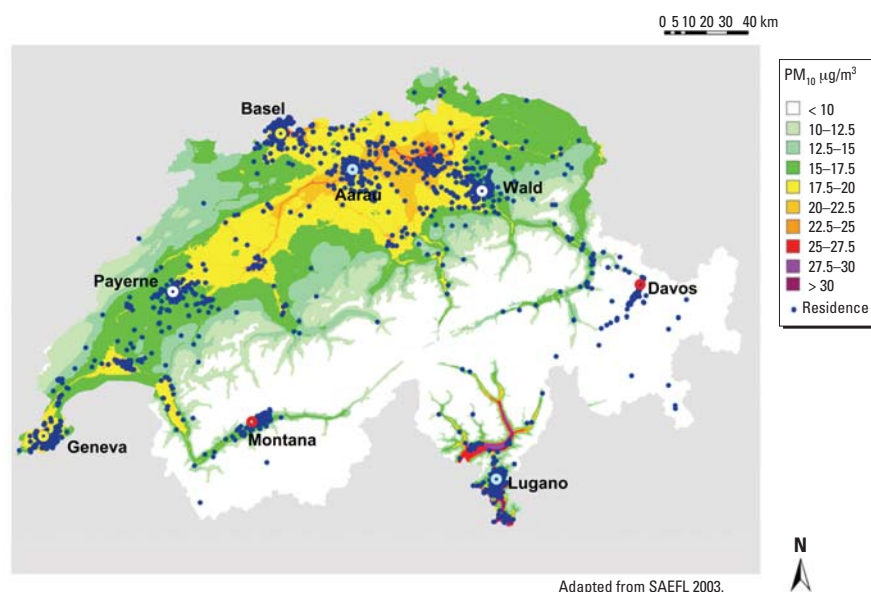 0 5 10 20 30 40 km
PM10 μg/m3
< 10
10–12.5
12.5–15
15–17.5
17.5–20
20–22.5
22.5–25
25–27.5
27.5–30
> 30
Residence
Basel
Aarau
Wald
Payerne
Davos
Geneva
Montana
Lugano
N
Adapted from SAEFL 2003.